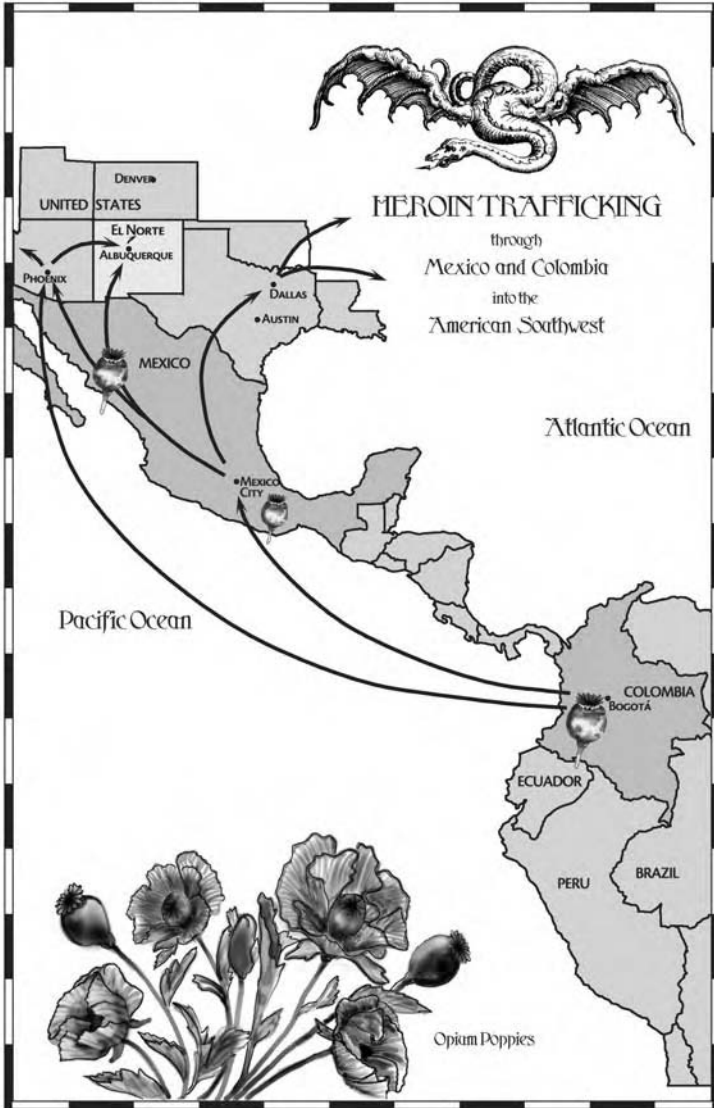 HEROIN TRAFFICKING
through
Mexico and Colombia
into the
American Southwest
DENVER
UNITED STATES
EL NORTE
ALBUQUERQUE
PHOENIX
DALLAS
AUSTIN
MEXICO
Atlantic Ocean
MEXICO
CITY
Pacific Ocean
COLOMBIA
BOGOTÁ
ECUADOR
PERU
BRAZIL
Opium Poppies